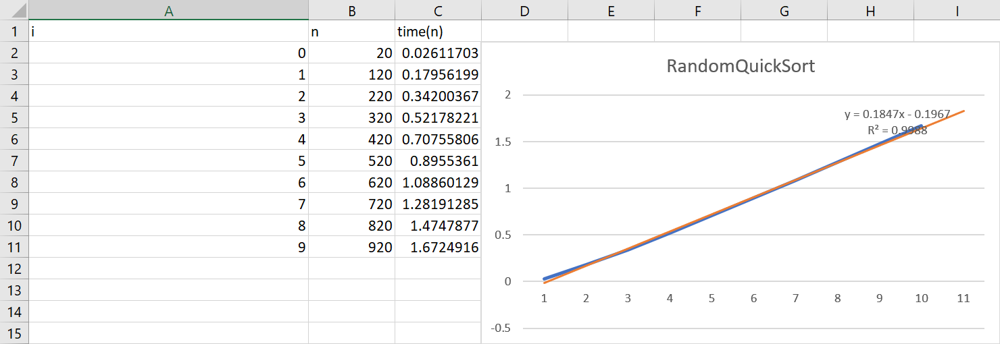 A B C D E F G H I
1 i n time(n)
2 0 20 0.02611703
3 1 120 0.17956199
4 2 220 0.34200367
5 3 320 0.52178221
6 4 420 0.70755806
7 5 520 0.8955361
8 6 620 1.08860129
9 7 720 1.28191285
10 8 820 1.4747877
11 9 920 1.6724916
12
13
14
15
RandomQuickSort
2
y = 0.1847x - 0.1967
R² = 0.9988
1.5
1
0.5
0
1 2 3 4 5 6 7 8 9 10 11
-0.5